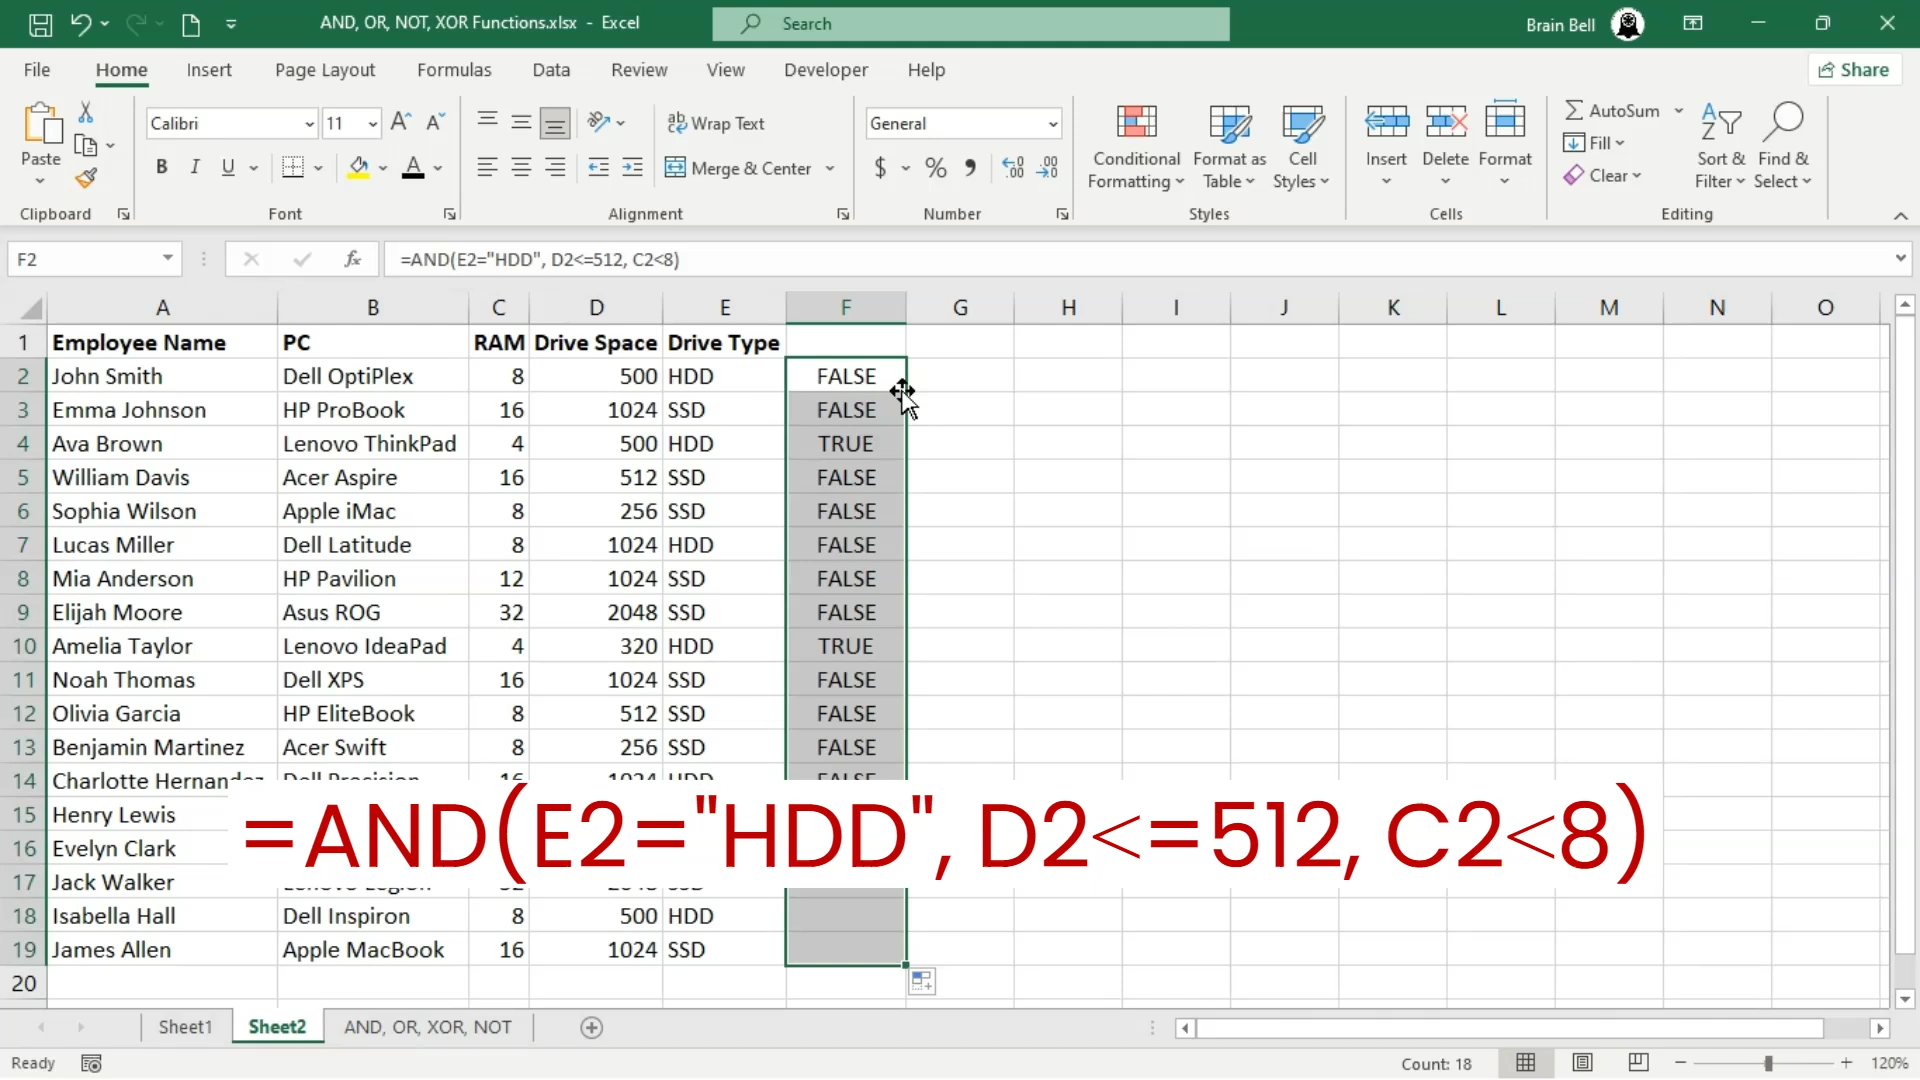 AND, OR, NOT, XOR Functions.xlsx - Excel
Search
Brain Bell
File Home Insert Page Layout Formulas Data Review View Developer Help Share
Paste
Clipboard
Calibri 11
B I U
Font
Wrap Text
Merge & Center
Alignment
General
$ % ,
Number
Conditional Formatting
Format as Table
Cell Styles
Styles
Insert Delete Format
Cells
AutoSum
Fill
Clear
Sort & Filter
Find & Select
Editing
F2 fx =AND(E2="HDD", D2<=512, C2<8)
A B C D E F G H I J K L M N O
1 Employee Name PC RAM Drive Space Drive Type
2 John Smith Dell OptiPlex 8 500 HDD FALSE
3 Emma Johnson HP ProBook 16 1024 SSD FALSE
4 Ava Brown Lenovo ThinkPad 4 500 HDD TRUE
5 William Davis Acer Aspire 16 512 SSD FALSE
6 Sophia Wilson Apple iMac 8 256 SSD FALSE
7 Lucas Miller Dell Latitude 8 1024 HDD FALSE
8 Mia Anderson HP Pavilion 12 1024 SSD FALSE
9 Elijah Moore Asus ROG 32 2048 SSD FALSE
10 Amelia Taylor Lenovo IdeaPad 4 320 HDD TRUE
11 Noah Thomas Dell XPS 16 1024 SSD FALSE
12 Olivia Garcia HP EliteBook 8 512 SSD FALSE
13 Benjamin Martinez Acer Swift 8 256 SSD FALSE
14 Charlotte Hernandez Dell Precision 16 1024 HDD FALSE
15 Henry Lewis
=AND(E2="HDD", D2<=512, C2<8)
16 Evelyn Clark
17 Jack Walker
18 Isabella Hall Dell Inspiron 8 500 HDD
19 James Allen Apple MacBook 16 1024 SSD
20
Sheet1 Sheet2 AND, OR, XOR, NOT
Ready Count: 18 120%